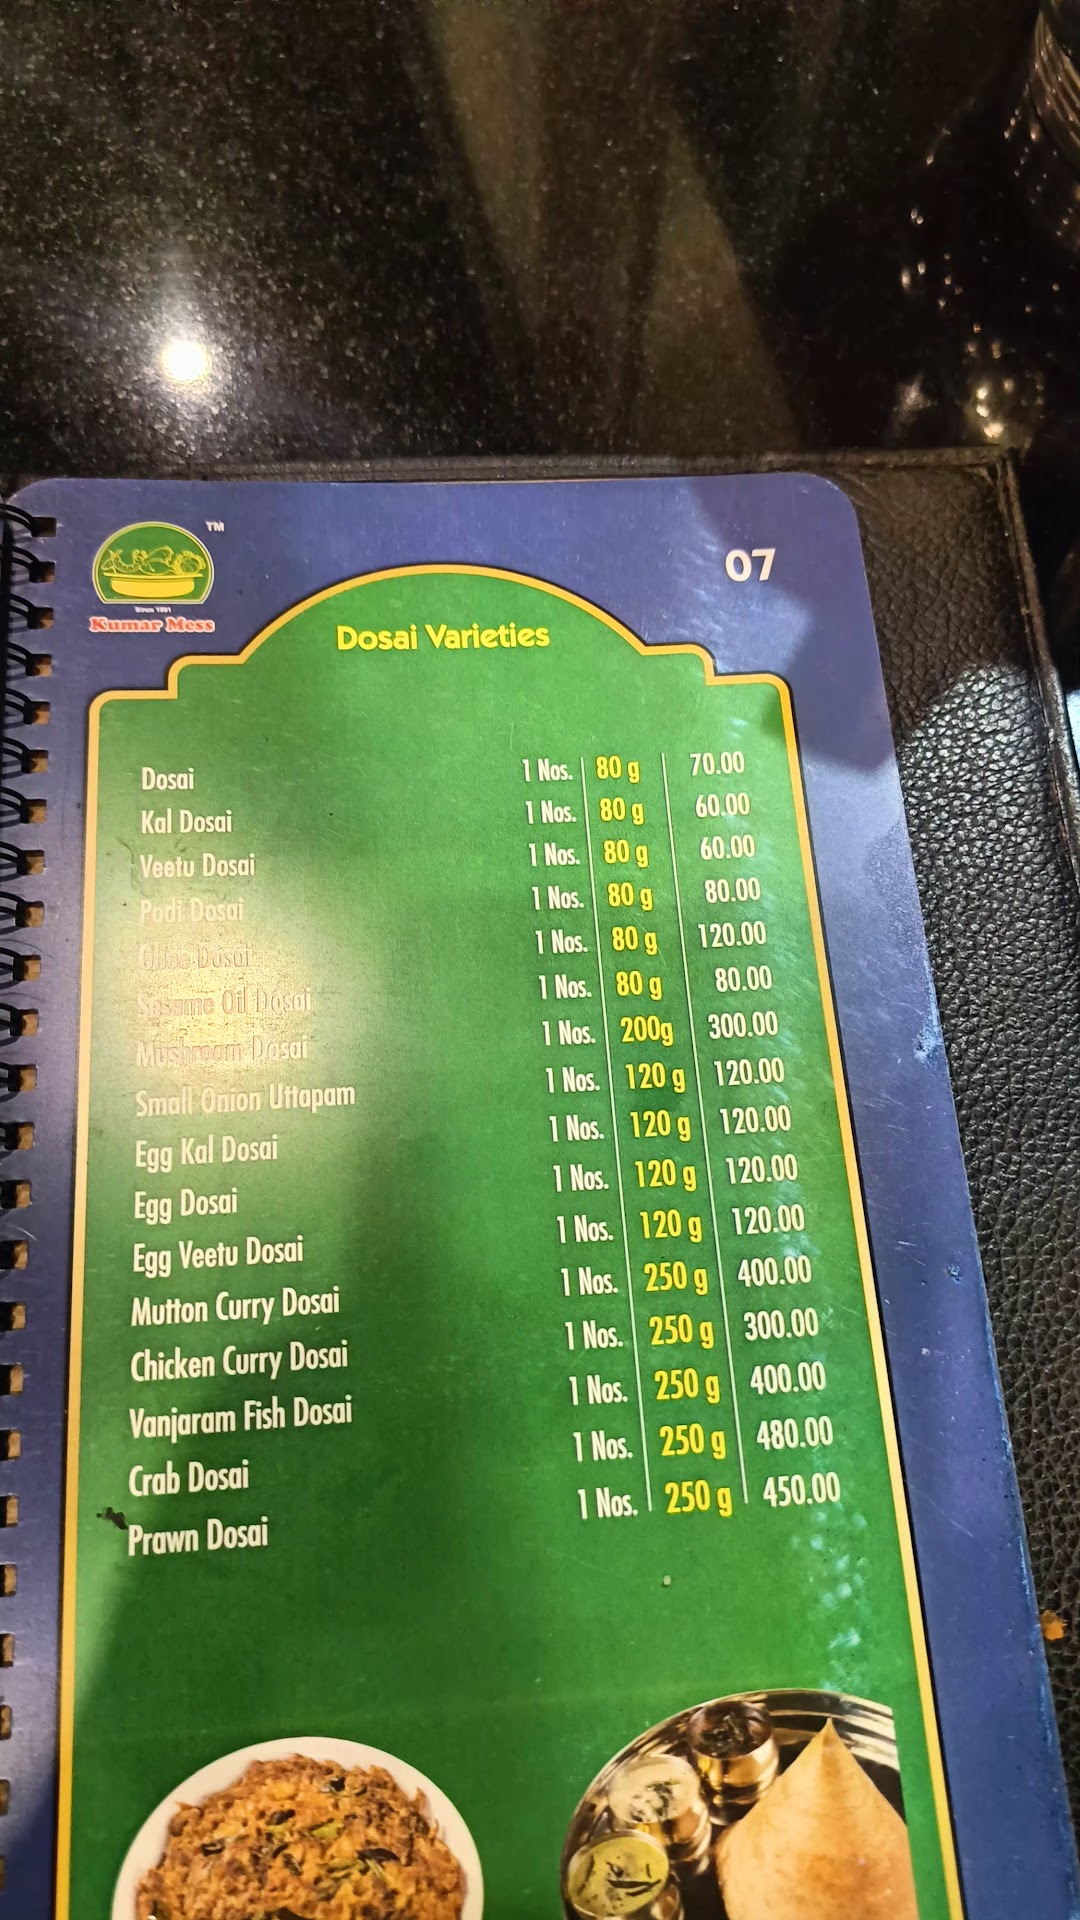 TM
Since 1991
Kumar Mess
07
Dosai Varieties
Dosai 1 Nos. 80 g 70.00
Kal Dosai 1 Nos. 80 g 60.00
Veetu Dosai 1 Nos. 80 g 60.00
Podi Dosai 1 Nos. 80 g 80.00
Dosai 1 Nos. 80 g 120.00
Sesame Oil Dosai 1 Nos. 80 g 80.00
Mushroom Dosai 1 Nos. 200g 300.00
Small Onion Uttapam 1 Nos. 120 g 120.00
Egg Kal Dosai 1 Nos. 120 g 120.00
Egg Dosai 1 Nos. 120 g 120.00
Egg Veetu Dosai 1 Nos. 120 g 120.00
Mutton Curry Dosai 1 Nos. 250 g 400.00
Chicken Curry Dosai 1 Nos. 250 g 300.00
Vanjaram Fish Dosai 1 Nos. 250 g 400.00
Crab Dosai 1 Nos. 250 g 480.00
Prawn Dosai 1 Nos. 250 g 450.00